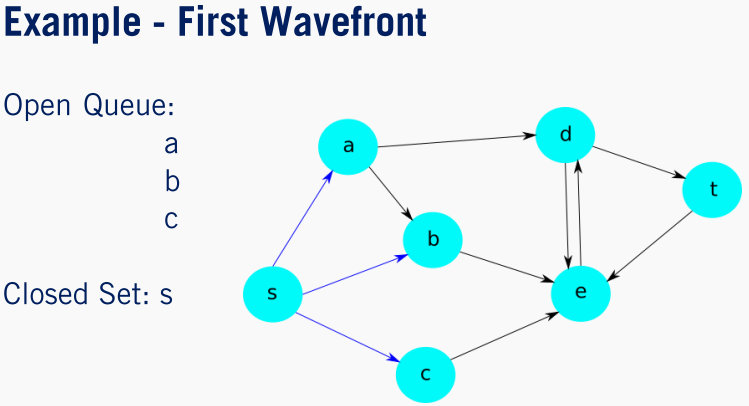 Example - First Wavefront
Open Queue:
a
b
c
Closed Set: s
a
d
t
b
s
e
c